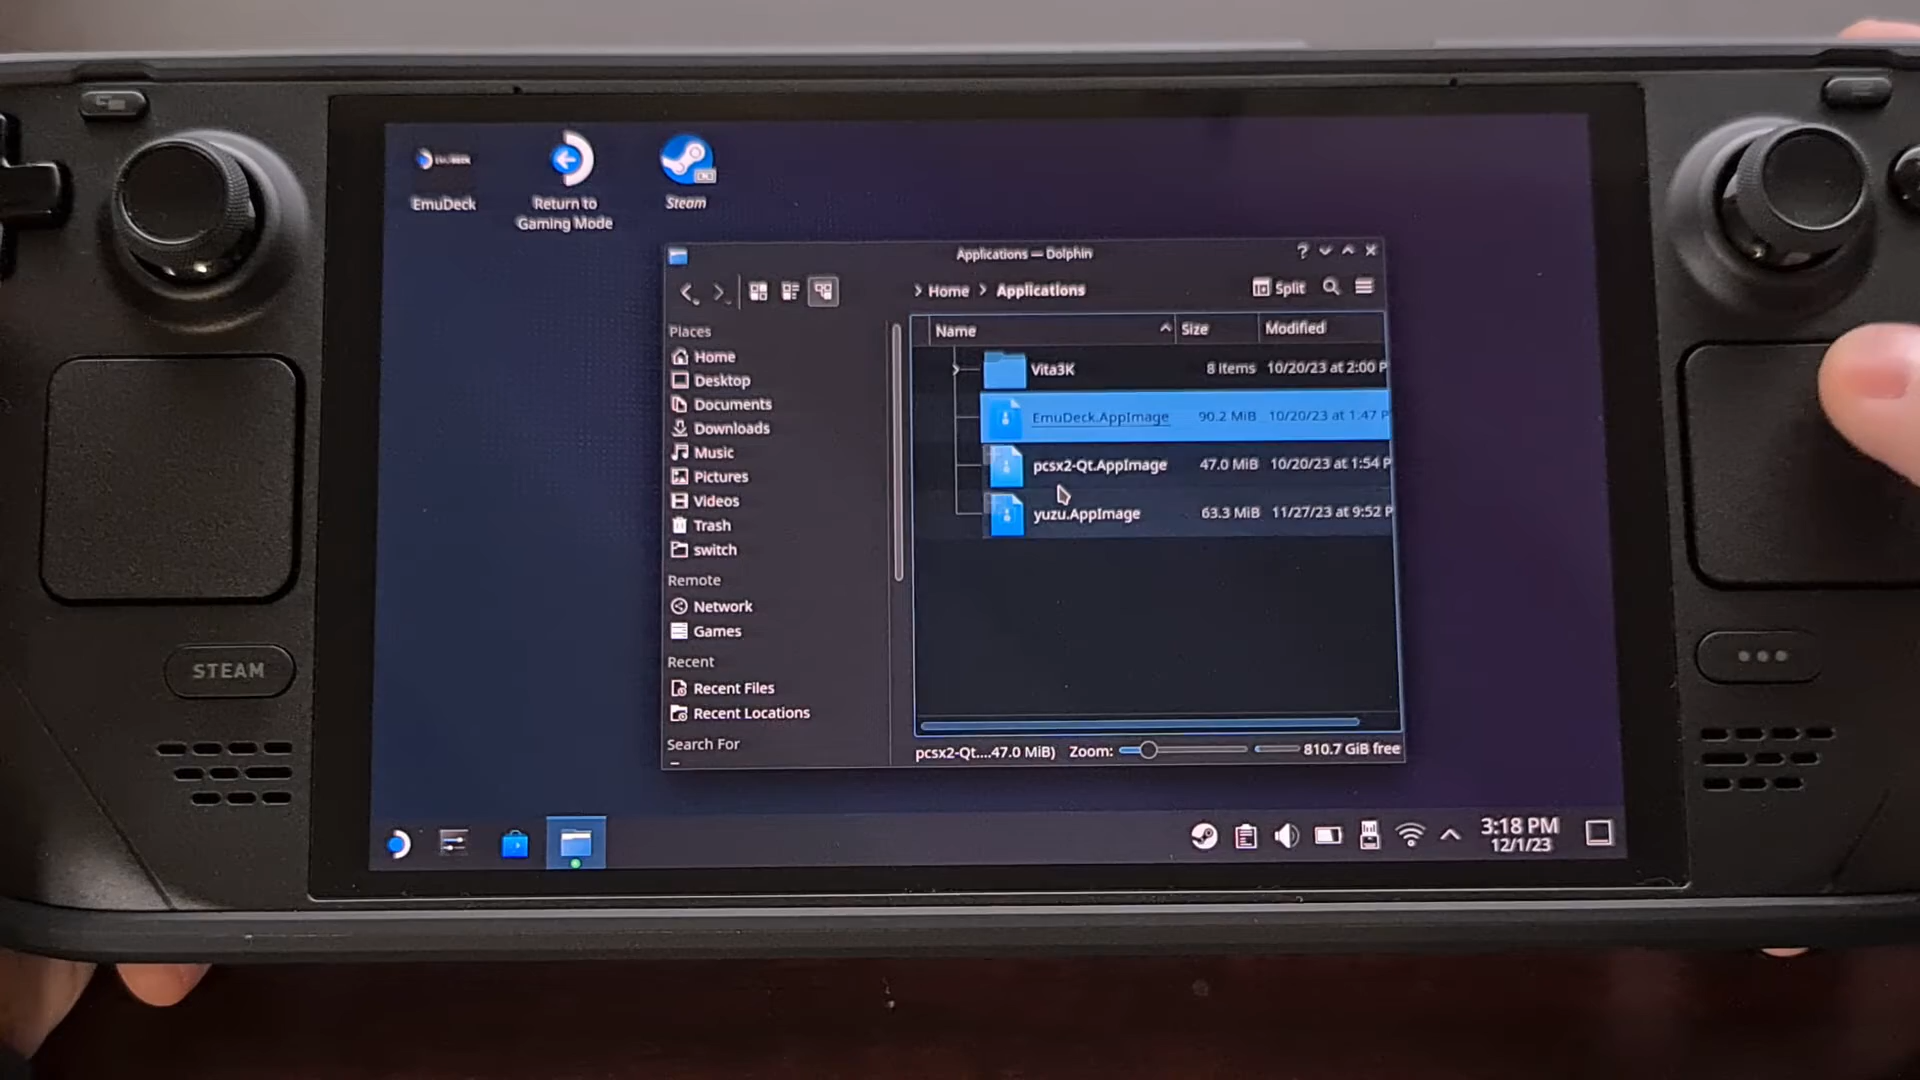 EmuDeck
Return to
Gaming Mode
Steam
Applications — Dolphin
Home > Applications
Split
Places
Home
Desktop
Documents
Downloads
Music
Pictures
Videos
Trash
switch
Remote
Network
Games
Recent
Recent Files
Recent Locations
Search For
Name Size Modified
Vita3K 8 items 10/20/23 at 2:00 P
EmuDeck.AppImage 90.2 MiB 10/20/23 at 1:47 P
pcsx2-Qt.AppImage 47.0 MiB 10/20/23 at 1:54 P
yuzu.AppImage 63.3 MiB 11/27/23 at 9:52 P
pcsx2-Qt....47.0 MiB) Zoom: 810.7 GiB free
3:18 PM
12/1/23
STEAM